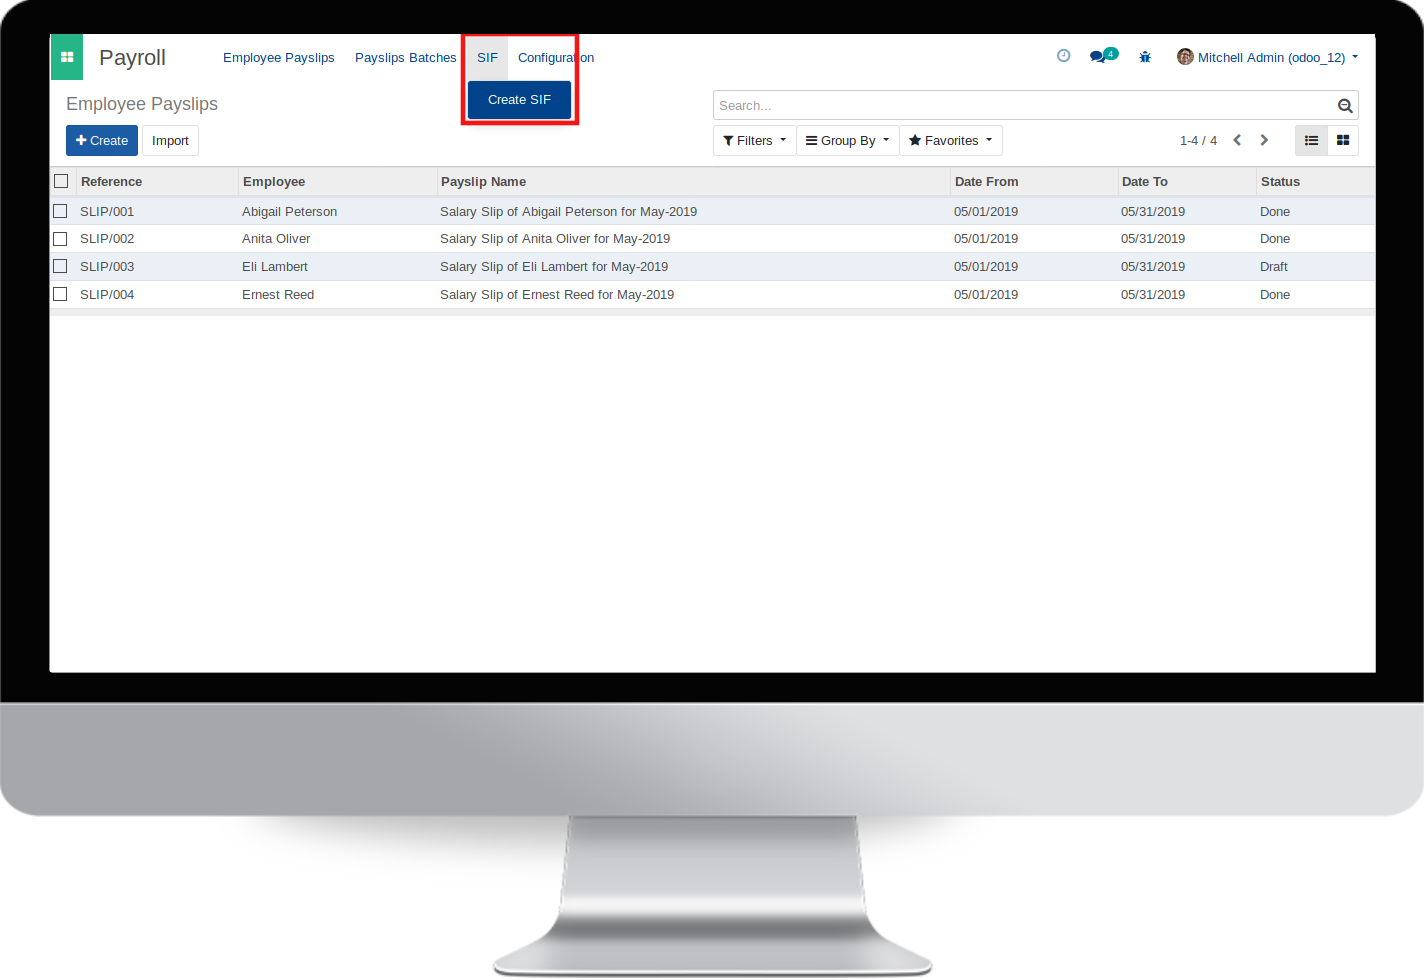 Payroll Employee Payslips Payslips Batches SIF Configuration 4 Mitchell Admin (odoo_12)
Create SIF
Employee Payslips Search...
Create Import Filters Group By Favorites 1-4 / 4
Reference Employee Payslip Name Date From Date To Status
SLIP/001 Abigail Peterson Salary Slip of Abigail Peterson for May-2019 05/01/2019 05/31/2019 Done
SLIP/002 Anita Oliver Salary Slip of Anita Oliver for May-2019 05/01/2019 05/31/2019 Done
SLIP/003 Eli Lambert Salary Slip of Eli Lambert for May-2019 05/01/2019 05/31/2019 Draft
SLIP/004 Ernest Reed Salary Slip of Ernest Reed for May-2019 05/01/2019 05/31/2019 Done